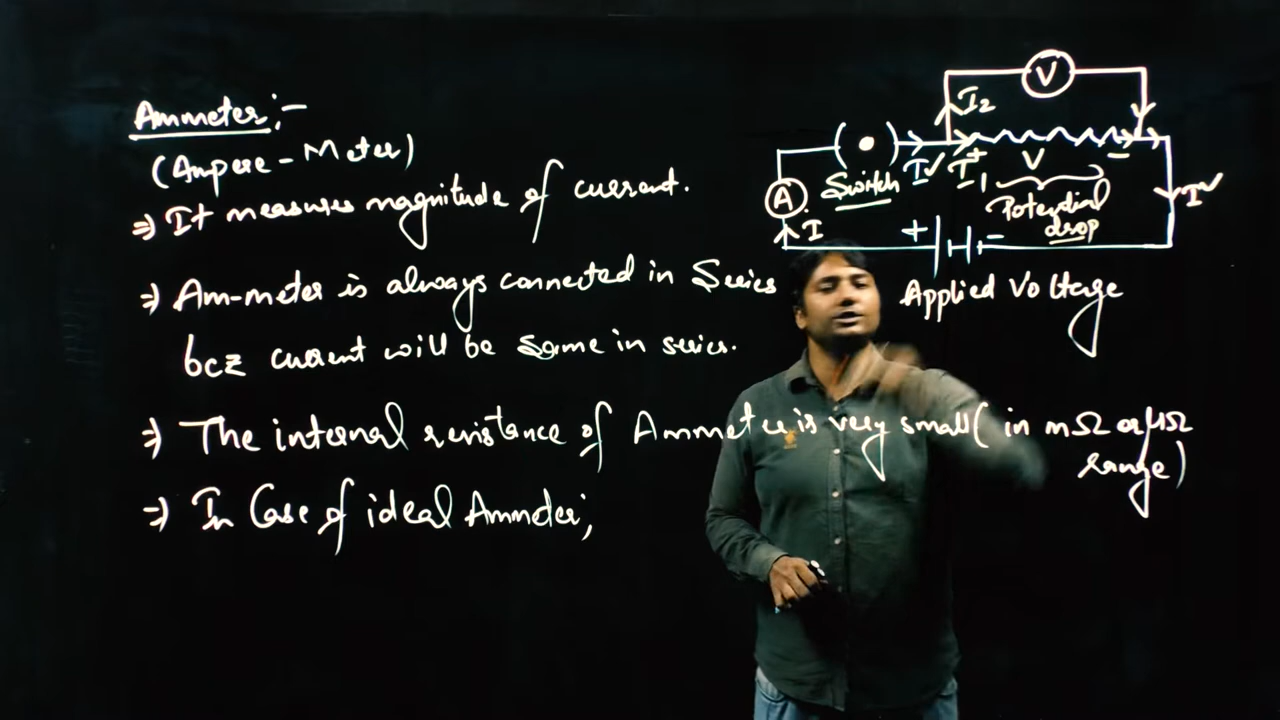 Ammeter:-
(Ampere-Meter)
⇒ It measures magnitude of current.
⇒ Am-meter is always connected in Series
bcz current will be same in series.
⇒ The internal resistance of Ammeter is very small (in mΩ or μΩ
range)
⇒ In Case of ideal Ammeter,
V
I2
( • )
I
I1
+
V
-
Switch
Potential
drop
A
I
I
+
-
Applied Voltage